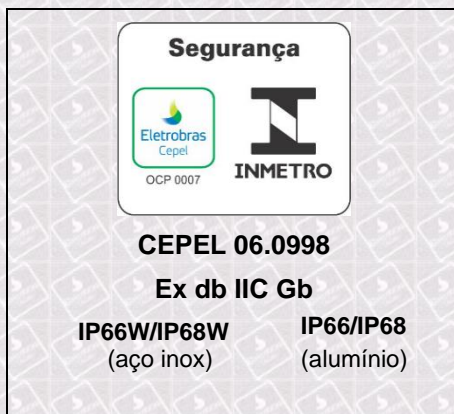 Segurança
Eletrobras
Cepel
OCP 0007
INMETRO
CEPEL 06.0998
Ex db IIC Gb
IP66W/IP68W
(aço inox)
IP66/IP68
(alumínio)